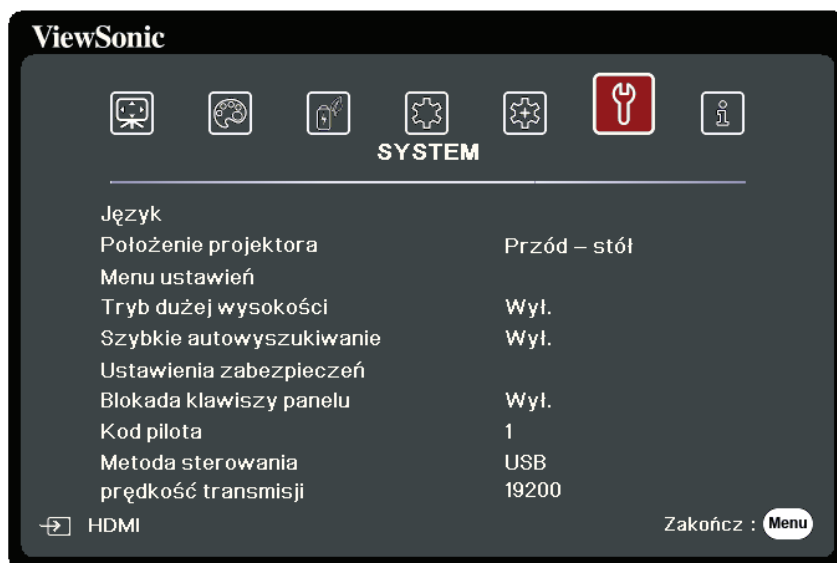 ViewSonic
SYSTEM
Język
Położenie projektora Przód – stół
Menu ustawień
Tryb dużej wysokości Wył.
Szybkie autowyszukiwanie Wył.
Ustawienia zabezpieczeń
Blokada klawiszy panelu Wył.
Kod pilota 1
Metoda sterowania USB
prędkość transmisji 19200
HDMI Zakończ : Menu